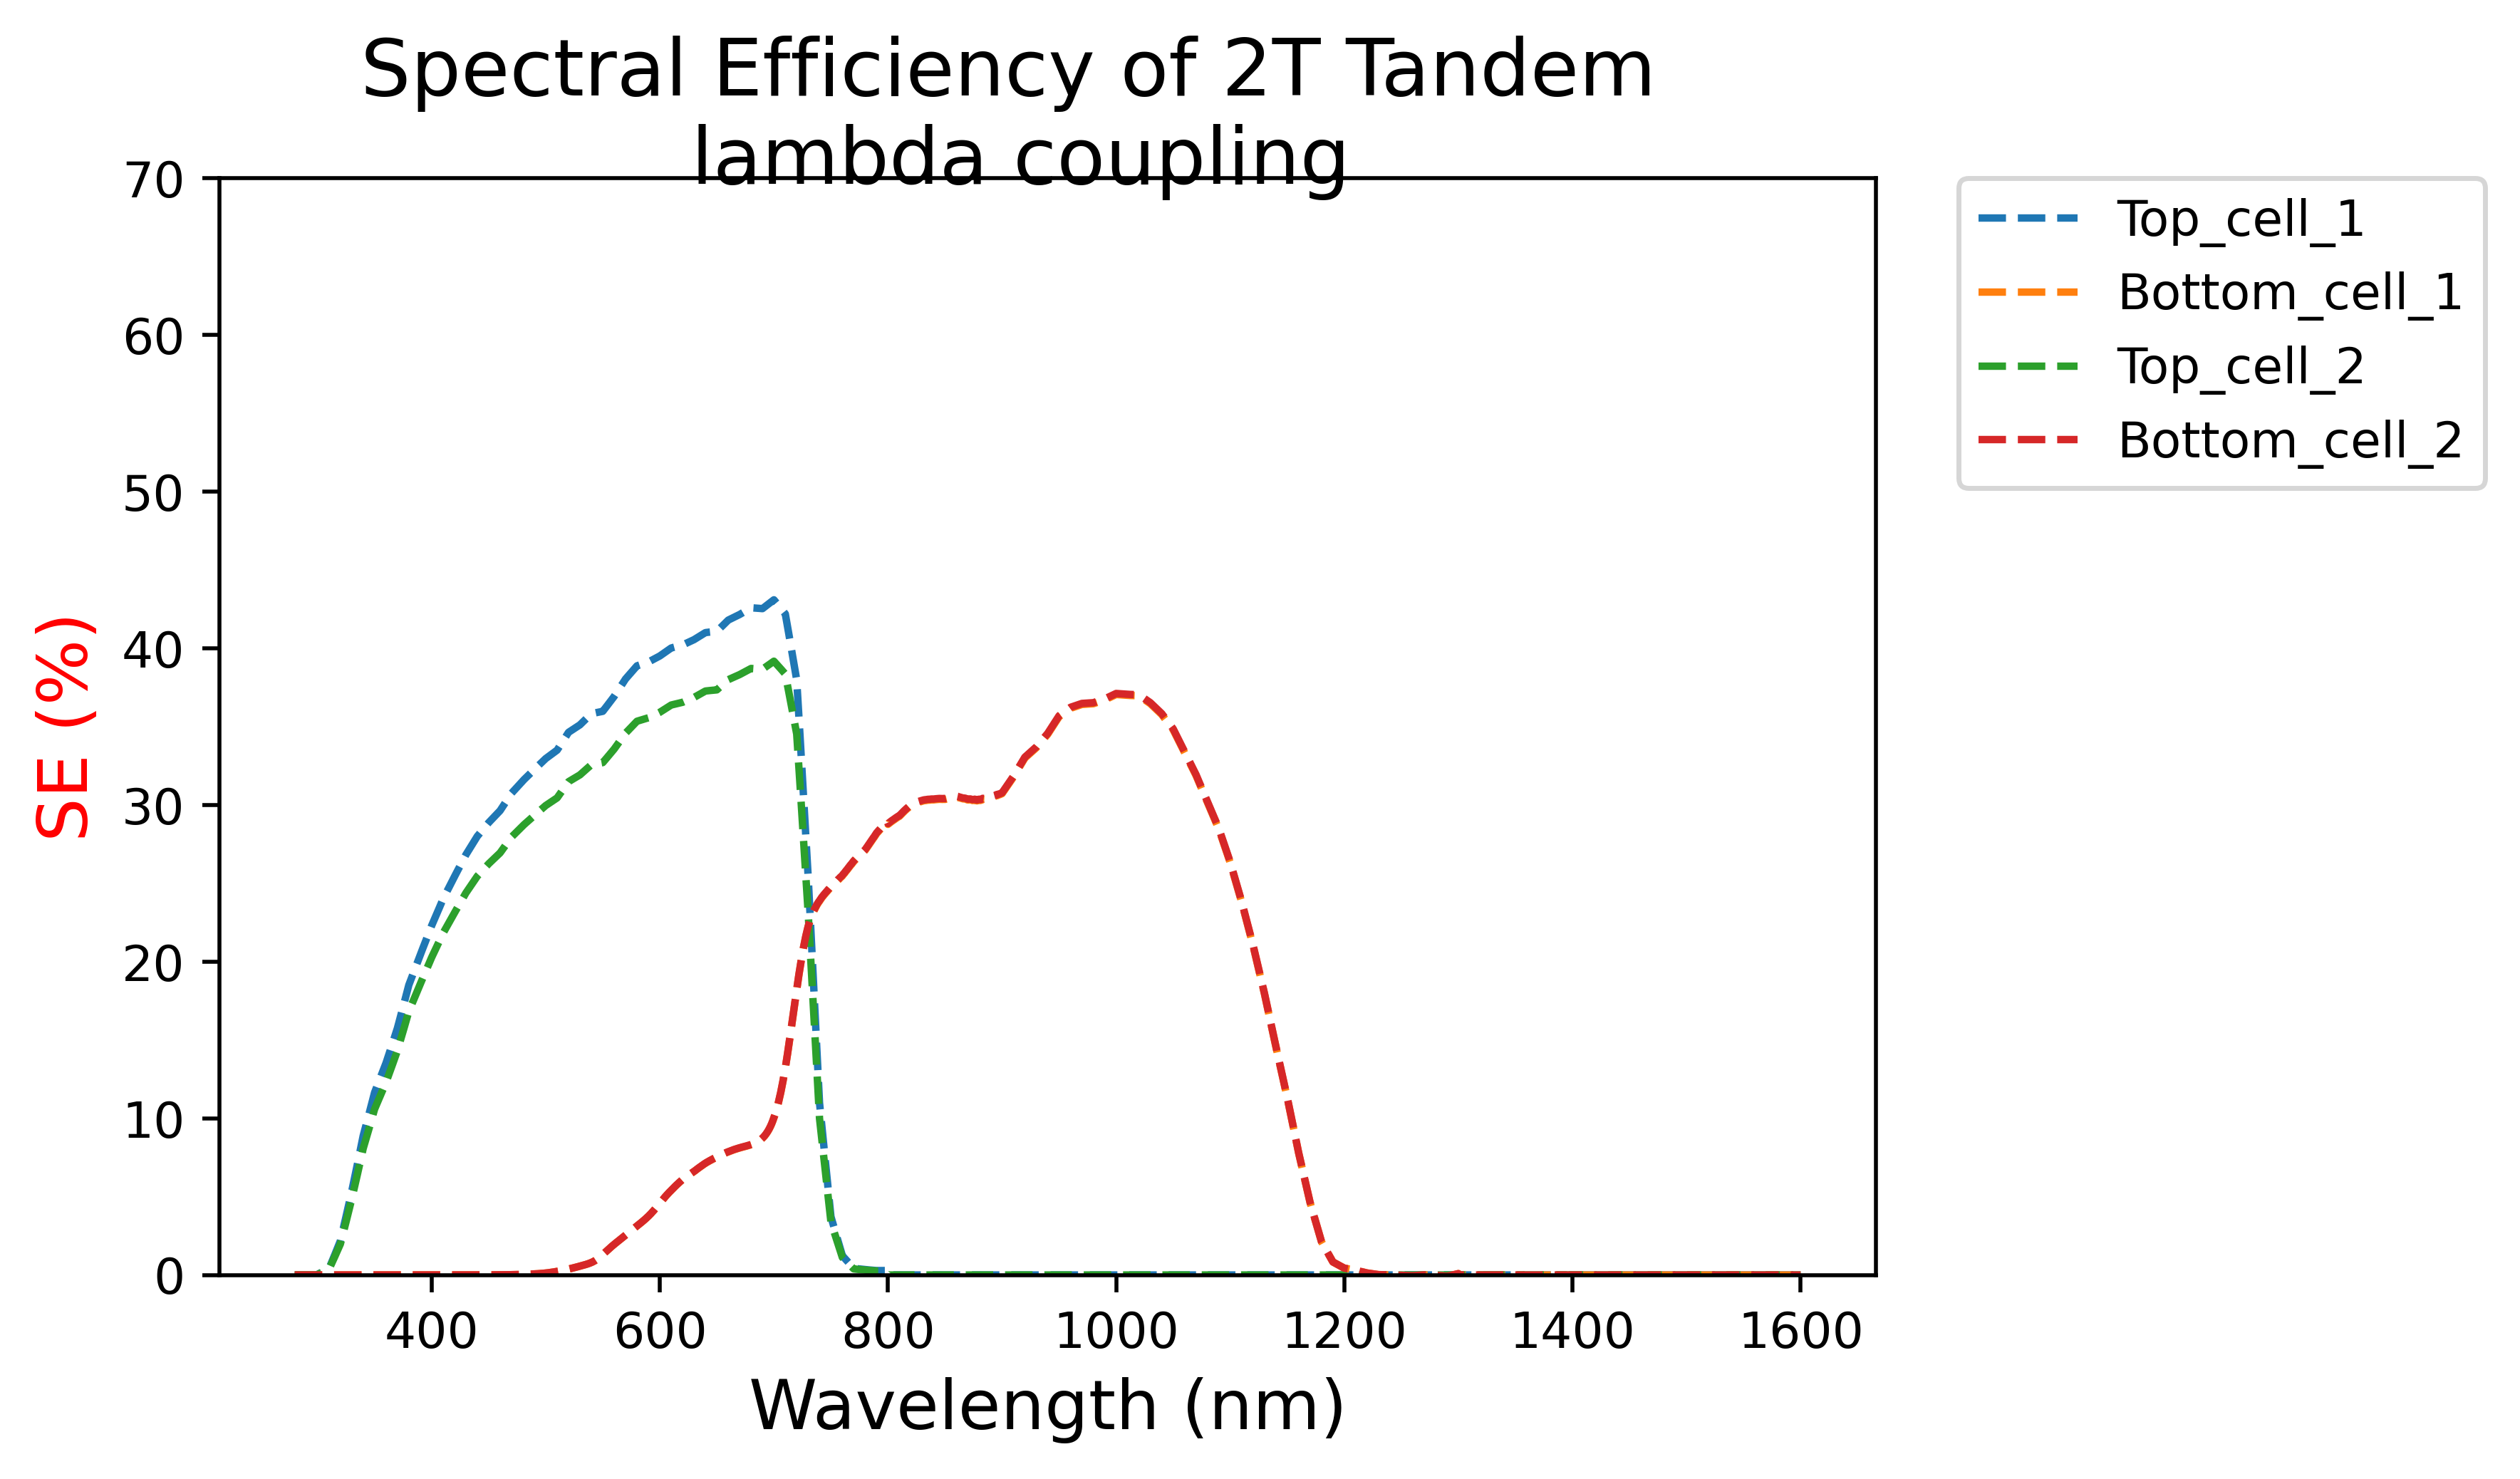 Spectral Efficiency of 2T Tandem
lambda coupling
70
60
50
40
30
20
10
0
SE (%)
400 600 800 1000 1200 1400 1600
Wavelength (nm)
Top_cell_1
Bottom_cell_1
Top_cell_2
Bottom_cell_2